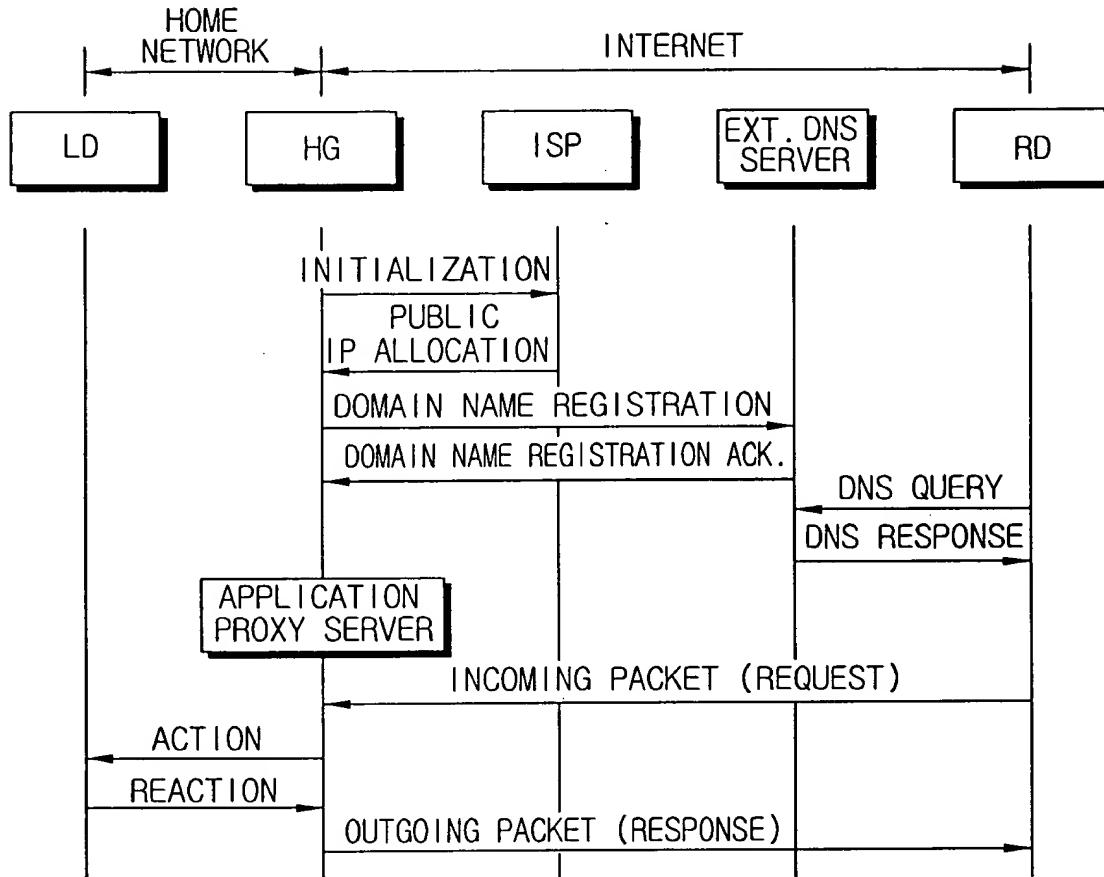 HOME
NETWORK
INTERNET
LD
HG
ISP
EXT. DNS
SERVER
RD
INITIALIZATION
PUBLIC
IP ALLOCATION
DOMAIN NAME REGISTRATION
DOMAIN NAME REGISTRATION ACK.
DNS QUERY
DNS RESPONSE
APPLICATION
PROXY SERVER
INCOMING PACKET (REQUEST)
ACTION
REACTION
OUTGOING PACKET (RESPONSE)